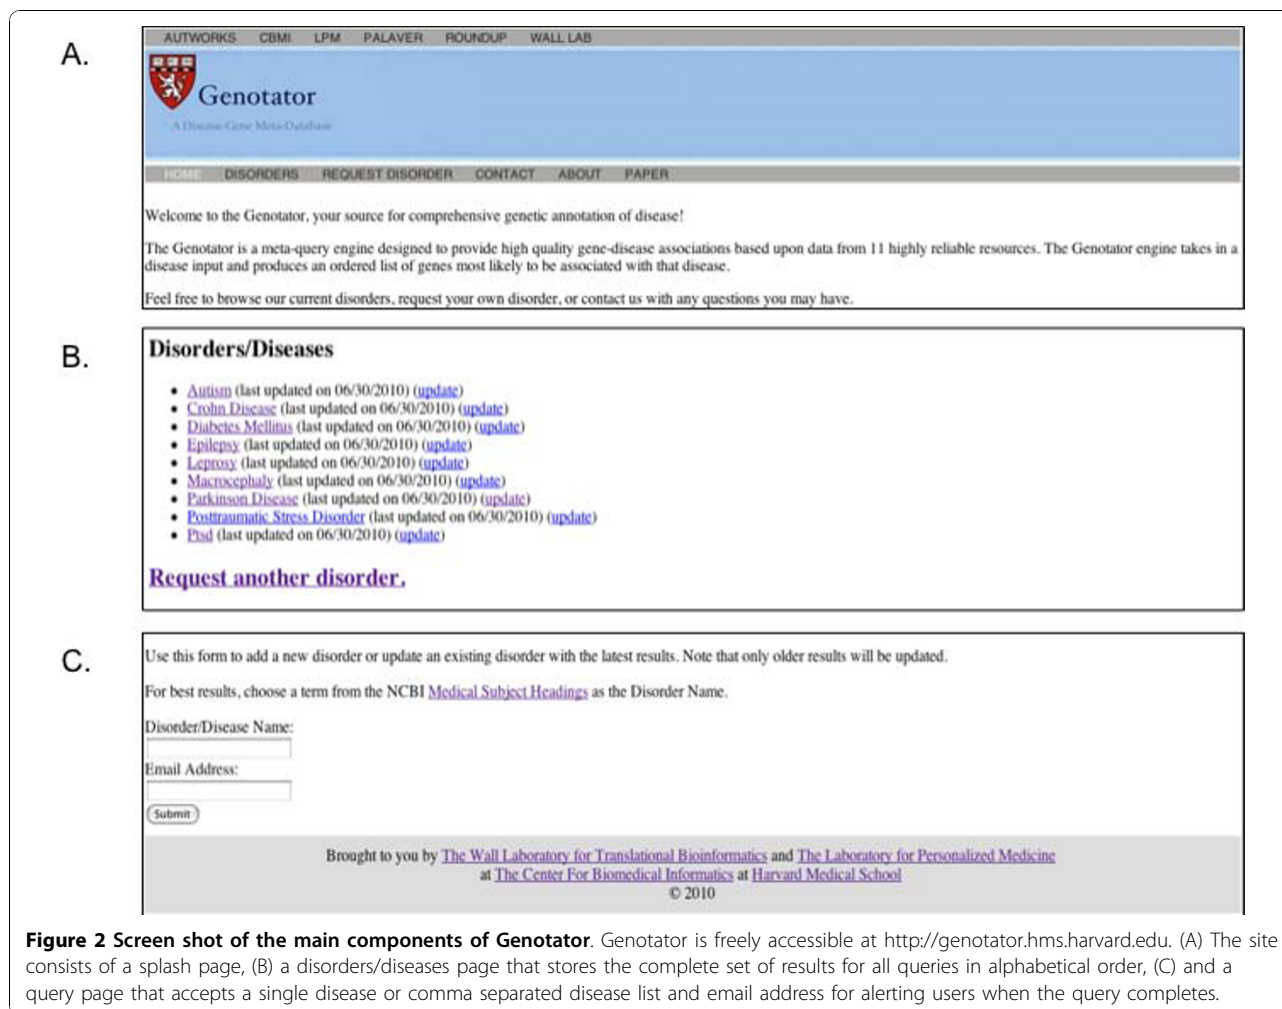 A.
AUTWORKS CBMI LPM PALAVER ROUNDUP WALL LAB
Genotator
A Disease-Gene Meta-Database
HOME DISORDERS REQUEST DISORDER CONTACT ABOUT PAPER
Welcome to the Genotator, your source for comprehensive genetic annotation of disease!
The Genotator is a meta-query engine designed to provide high quality gene-disease associations based upon data from 11 highly reliable resources. The Genotator engine takes in a
disease input and produces an ordered list of genes most likely to be associated with that disease.
Feel free to browse our current disorders, request your own disorder, or contact us with any questions you may have.
B.
Disorders/Diseases
• Autism (last updated on 06/30/2010) (update)
• Crohn Disease (last updated on 06/30/2010) (update)
• Diabetes Mellitus (last updated on 06/30/2010) (update)
• Epilepsy (last updated on 06/30/2010) (update)
• Leprosy (last updated on 06/30/2010) (update)
• Macrocephaly (last updated on 06/30/2010) (update)
• Parkinson Disease (last updated on 06/30/2010) (update)
• Posttraumatic Stress Disorder (last updated on 06/30/2010) (update)
• Ptsd (last updated on 06/30/2010) (update)
Request another disorder.
C.
Use this form to add a new disorder or update an existing disorder with the latest results. Note that only older results will be updated.
For best results, choose a term from the NCBI Medical Subject Headings as the Disorder Name.
Disorder/Disease Name:
Email Address:
Submit
Brought to you by The Wall Laboratory for Translational Bioinformatics and The Laboratory for Personalized Medicine
at The Center For Biomedical Informatics at Harvard Medical School
© 2010
Figure 2 Screen shot of the main components of Genotator. Genotator is freely accessible at http://genotator.hms.harvard.edu. (A) The site
consists of a splash page, (B) a disorders/diseases page that stores the complete set of results for all queries in alphabetical order, (C) and a
query page that accepts a single disease or comma separated disease list and email address for alerting users when the query completes.